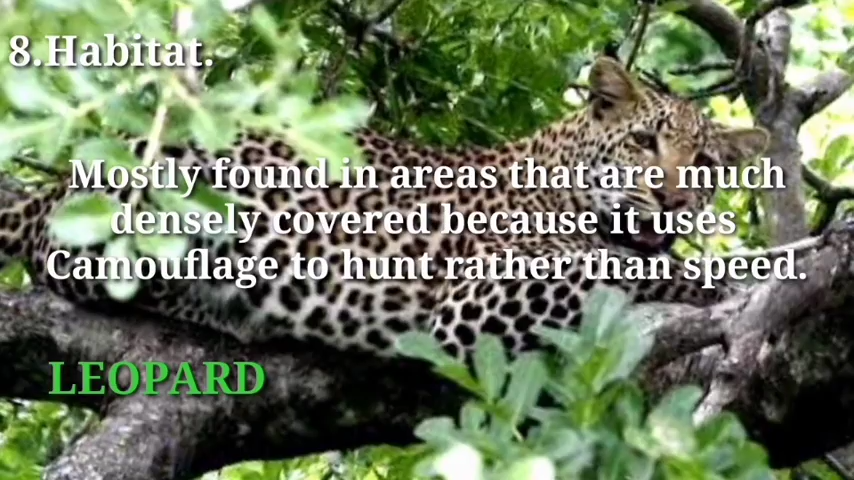 8.Habitat.
Mostly found in areas that are much
densely covered because it uses
Camouflage to hunt rather than speed.
LEOPARD